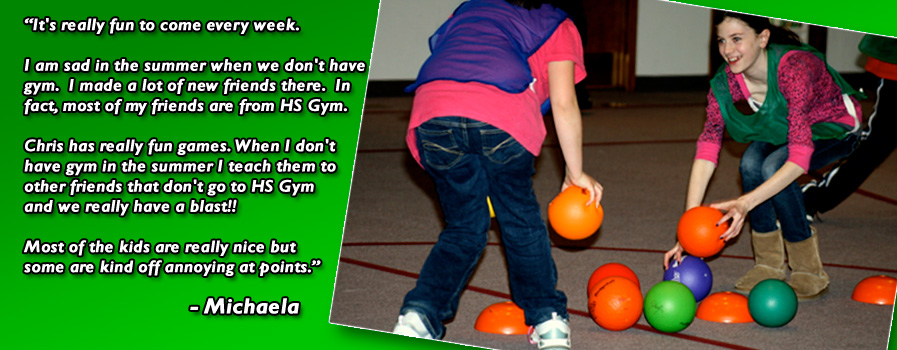 “It's really fun to come every week.
I am sad in the summer when we don't have
gym.  I made a lot of new friends there.  In
fact, most of my friends are from HS Gym.
Chris has really fun games. When I don't
have gym in the summer I teach them to
other friends that don't go to HS Gym
and we really have a blast!!
Most of the kids are really nice but
some are kind off annoying at points.”
- Michaela